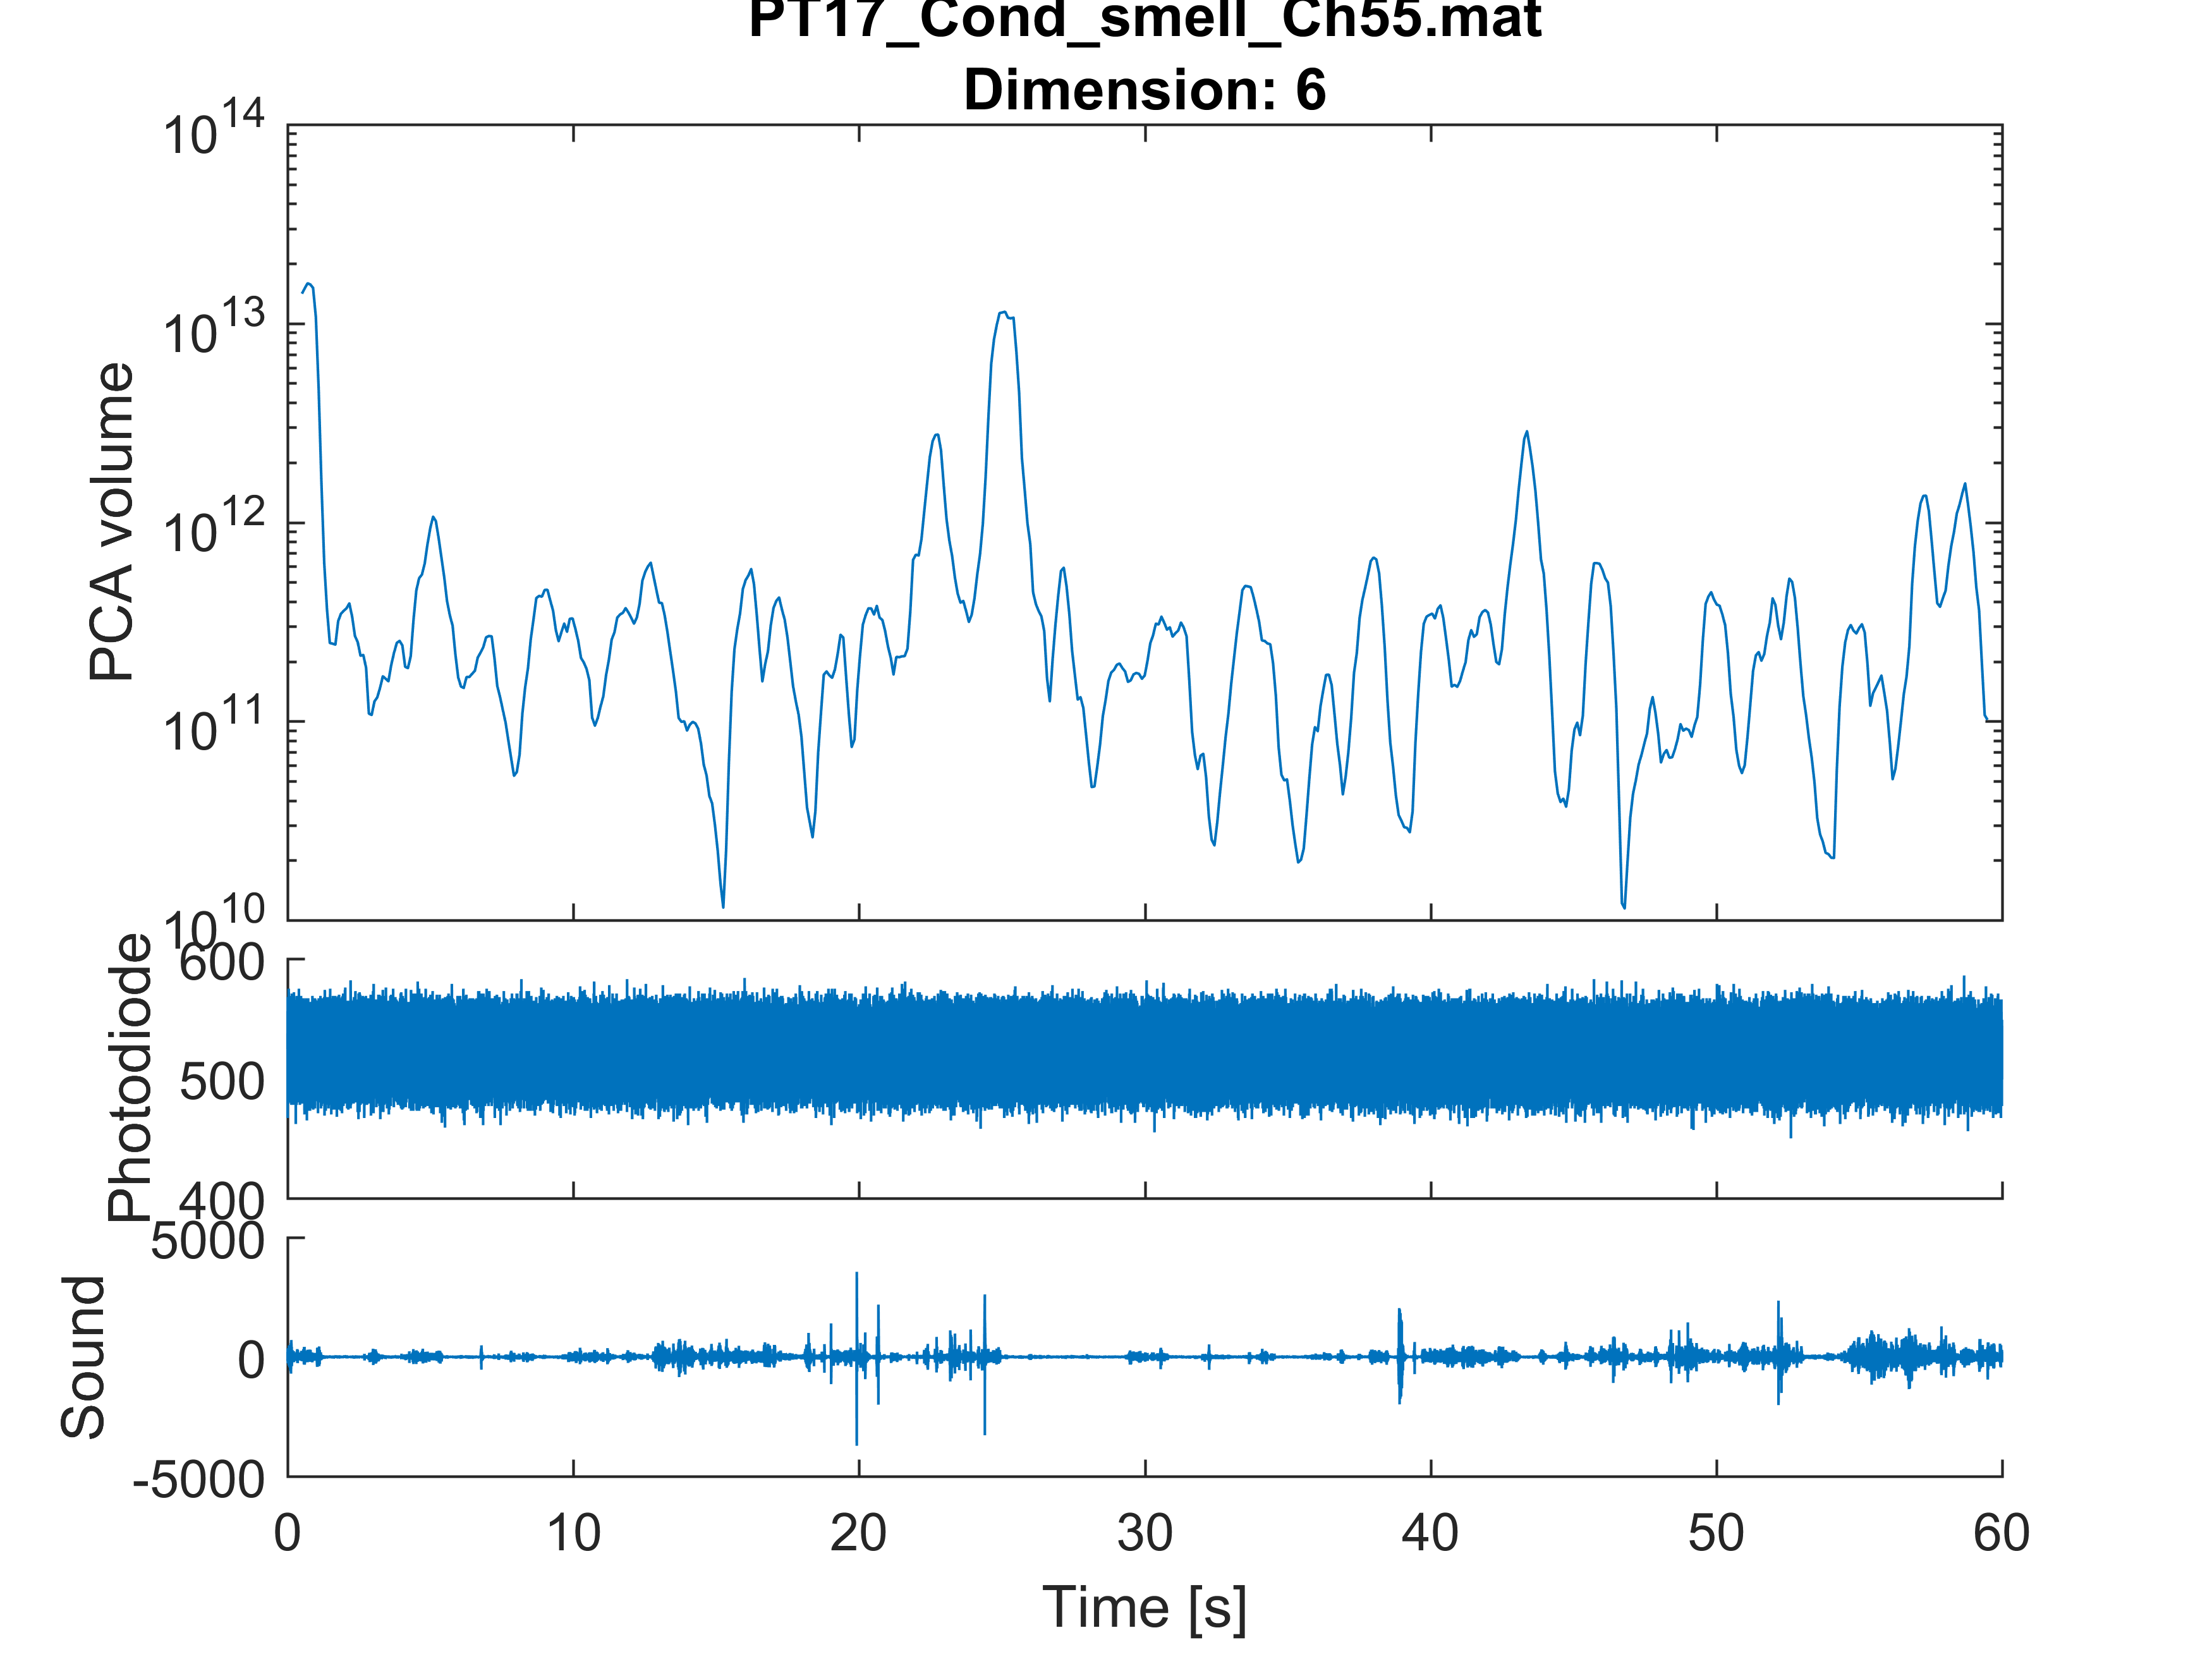 PT17_Cond_smell_Ch55.mat
Dimension: 6
10^14
10^13
10^12
10^11
10^10
PCA volume
600
500
400
Photodiode
5000
0
-5000
Sound
0 10 20 30 40 50 60
Time [s]